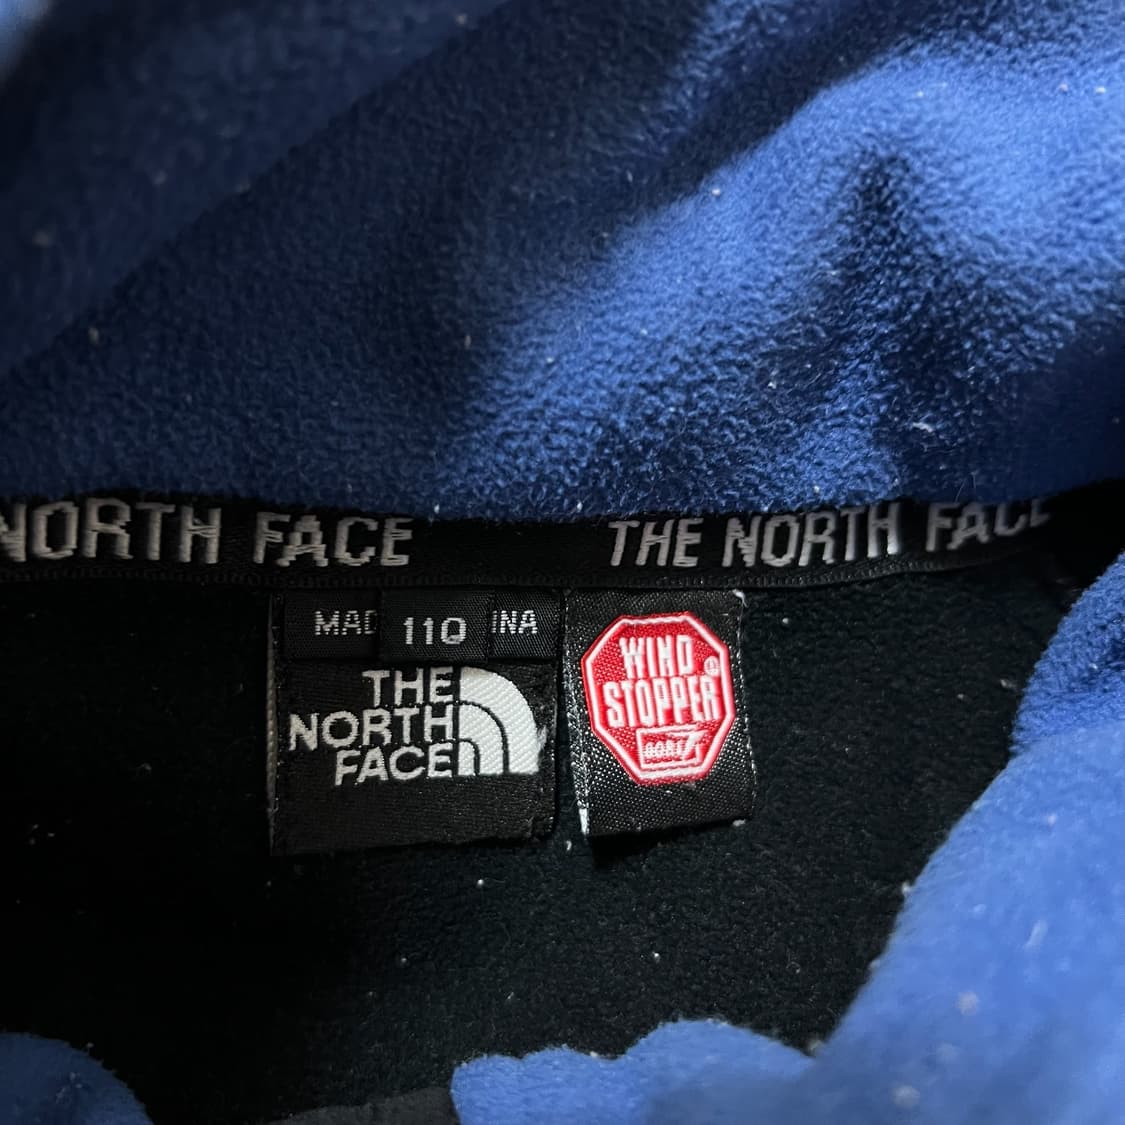 NORTH FACE THE NORTH FACE
MAD 110 INA
THE
NORTH
FACE
WIND
STOPPER
GORE